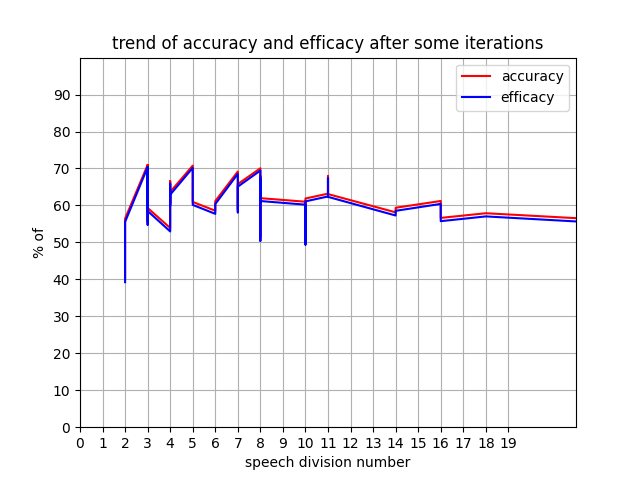 trend of accuracy and efficacy after some iterations
accuracy
efficacy
90
80
70
60
50
40
30
20
10
0
% of
0 1 2 3 4 5 6 7 8 9 10 11 12 13 14 15 16 17 18 19
speech division number